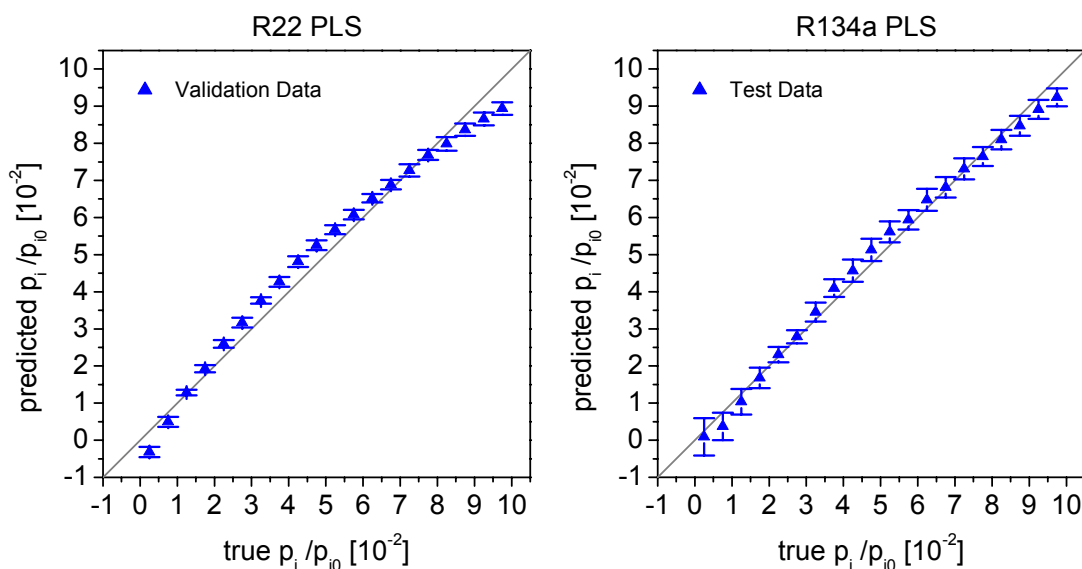 R22 PLS
Validation Data
predicted p_i /p_i0 [10^-2]
10
9
8
7
6
5
4
3
2
1
0
-1
-1 0 1 2 3 4 5 6 7 8 9 10
true p_i /p_i0 [10^-2]
R134a PLS
Test Data
predicted p_i /p_i0 [10^-2]
10
9
8
7
6
5
4
3
2
1
0
-1
-1 0 1 2 3 4 5 6 7 8 9 10
true p_i /p_i0 [10^-2]